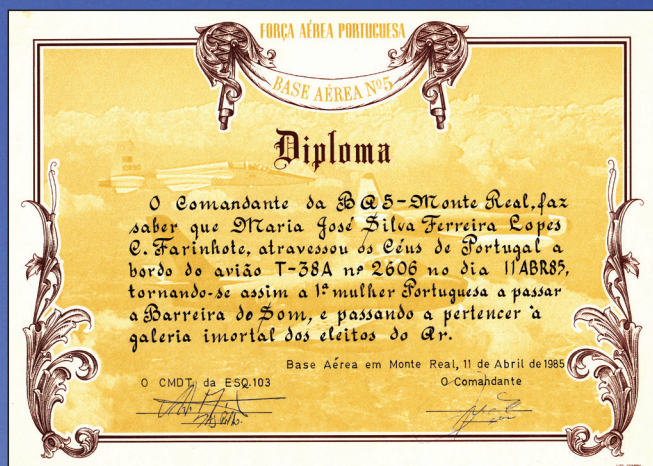 FORÇA AÉREA PORTUGUESA
BASE AÉREA Nº5
Diploma
O Comandante da BA5-Monte Real, faz
saber que Maria José Silva Ferreira Lopes
C. Farinhote, atravessou os Céus de Portugal a
bordo do avião T-38A nº 2606 no dia 11ABR85,
tornando-se assim a 1ª mulher Portuguesa a passar
a Barreira do Som, e passando a pertencer à
galeria imortal dos eleitos do Ar.
Base Aérea em Monte Real, 11 de Abril de 1985
O CMDT. da ESQ.103
O Comandante